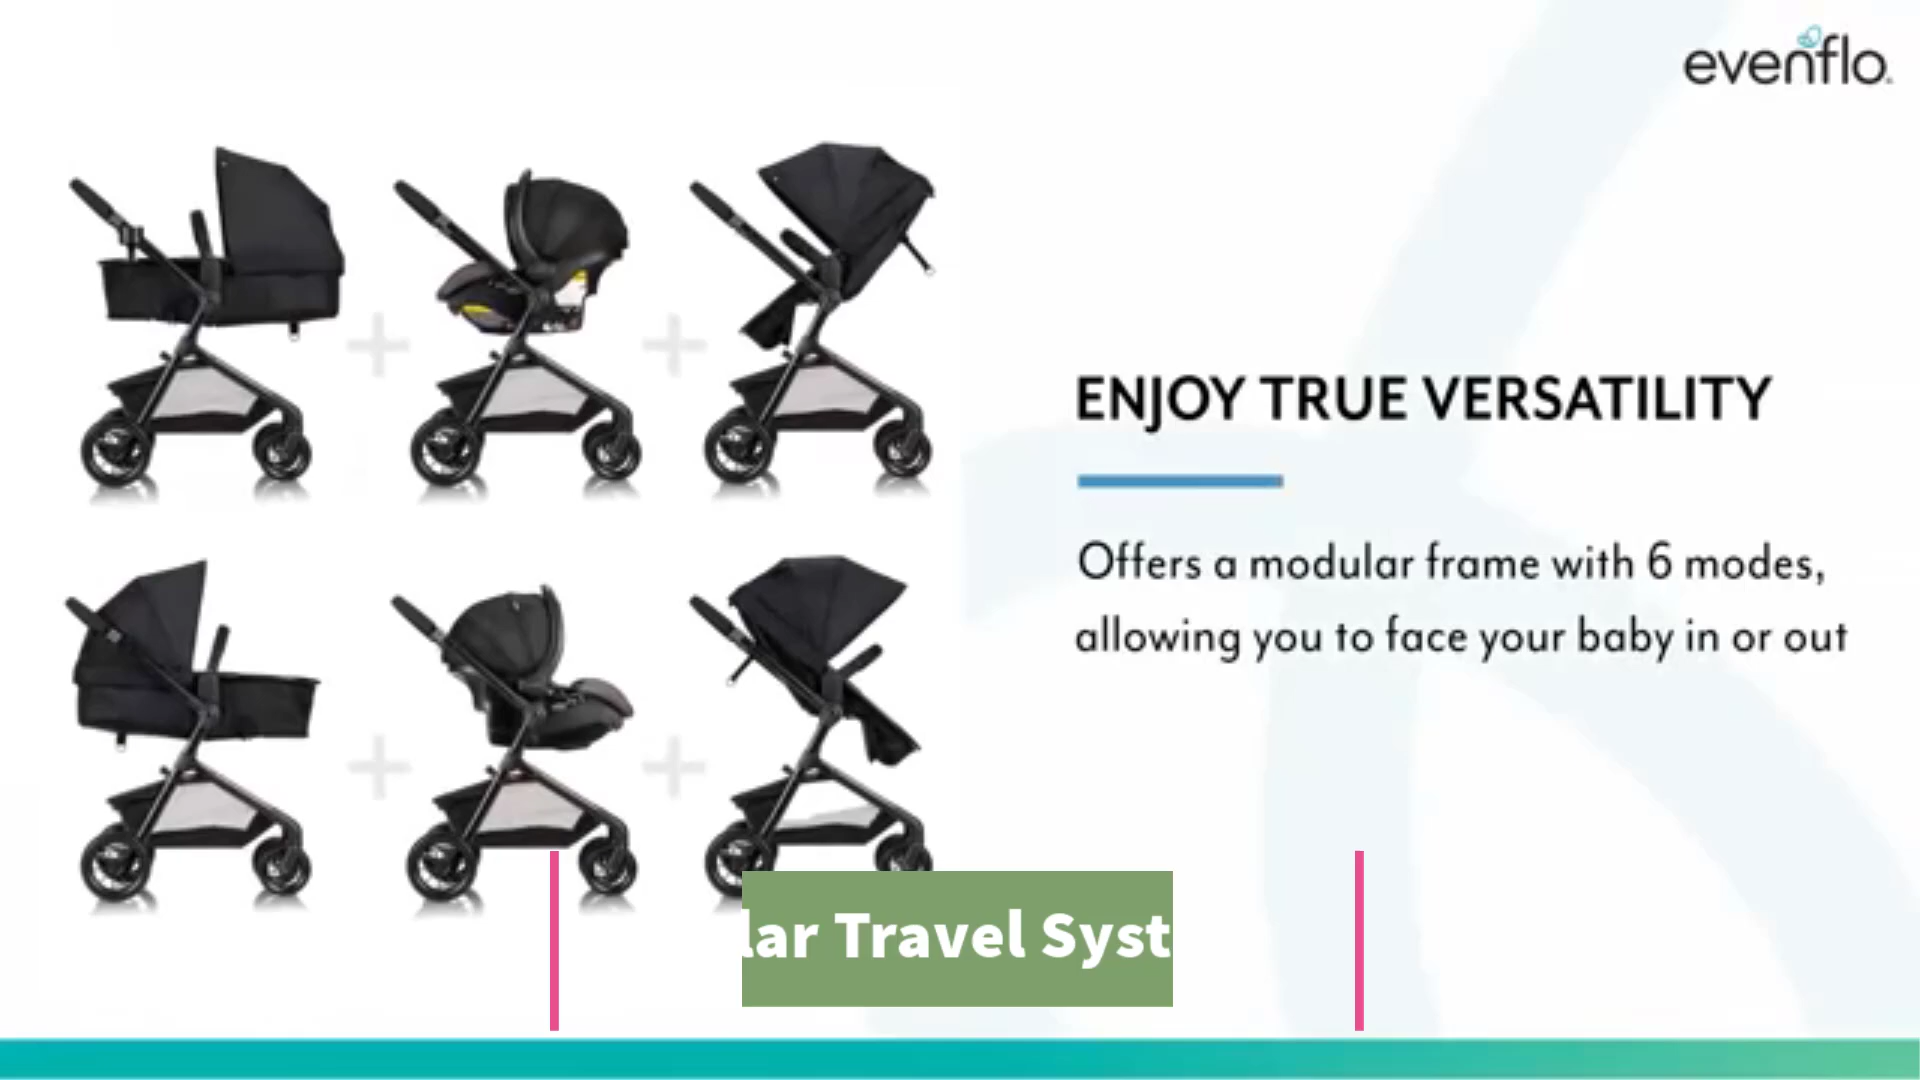 evenflo
ENJOY TRUE VERSATILITY
Offers a modular frame with 6 modes,
allowing you to face your baby in or out
lar Travel Syst